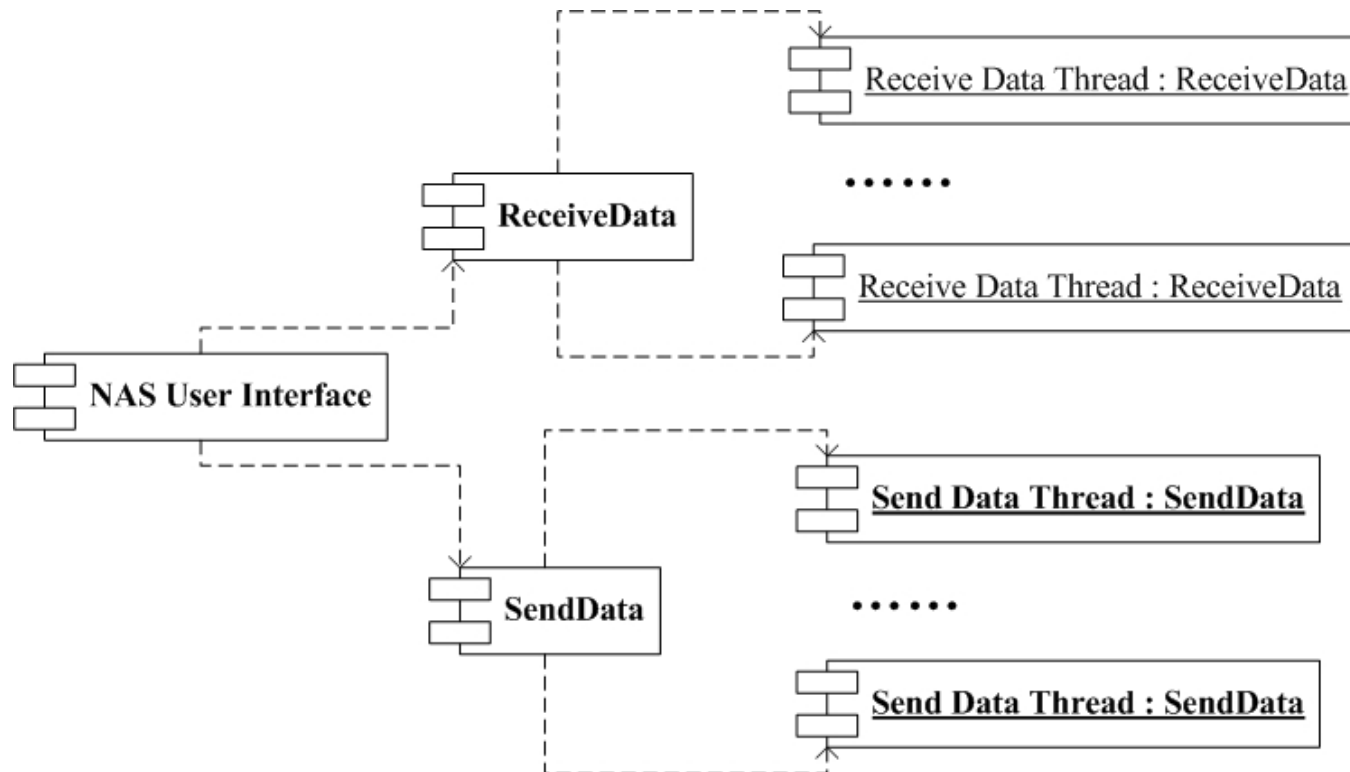 Receive Data Thread : ReceiveData
......
ReceiveData
Receive Data Thread : ReceiveData
NAS User Interface
Send Data Thread : SendData
......
SendData
Send Data Thread : SendData